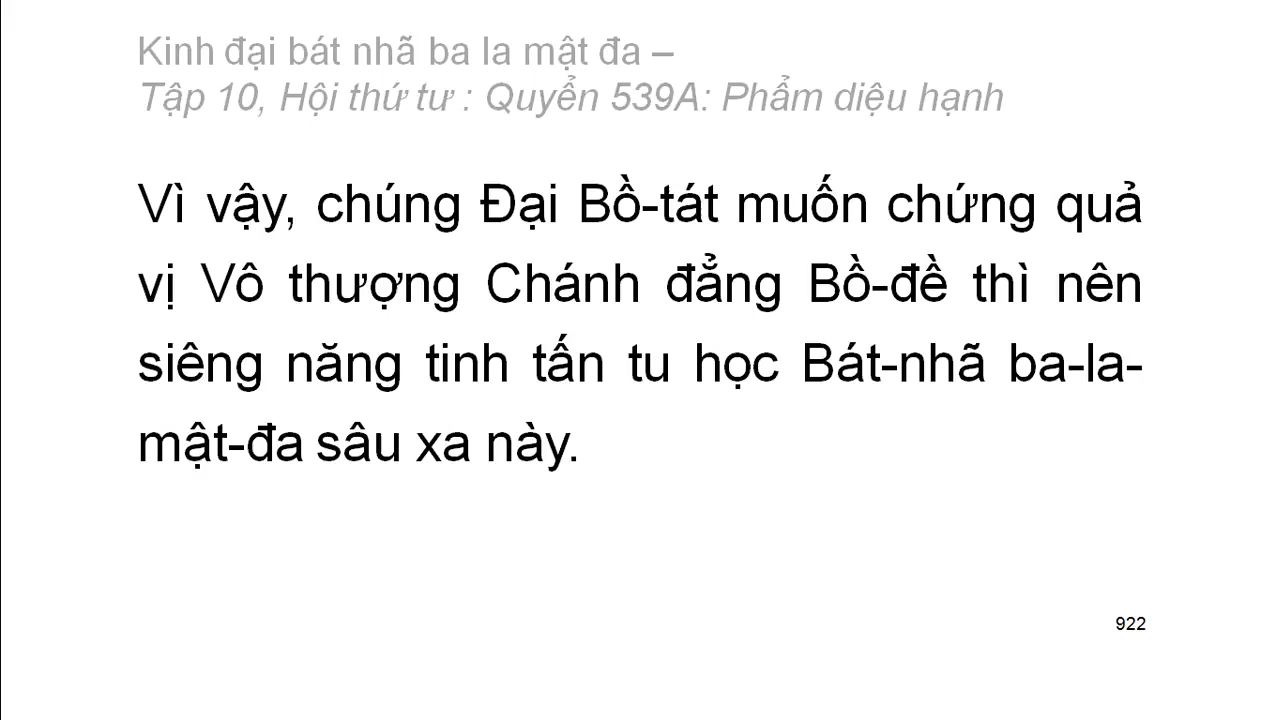 Kinh đại bát nhã ba la mật đa –
Tập 10, Hội thứ tư : Quyển 539A: Phẩm diệu hạnh
Vì vậy, chúng Đại Bồ-tát muốn chứng quả
vị Vô thượng Chánh đẳng Bồ-đề thì nên
siêng năng tinh tấn tu học Bát-nhã ba-la-
mật-đa sâu xa này.
922